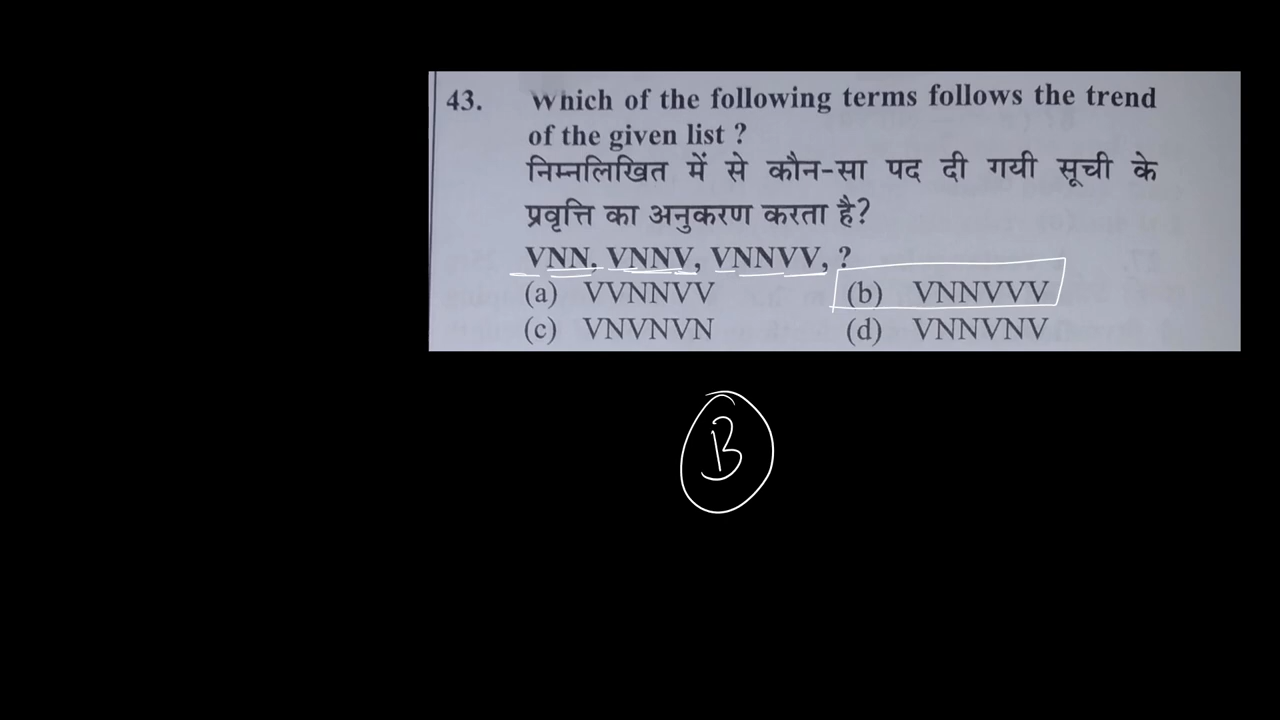 43. Which of the following terms follows the trend
of the given list ?
निम्नलिखित में से कौन-सा पद दी गयी सूची के
प्रवृत्ति का अनुकरण करता है?
VNN, VNNV, VNNVV, ?
(a) VVNNVV (b) VNNVVV
(c) VNVNVN (d) VNNVNV
B